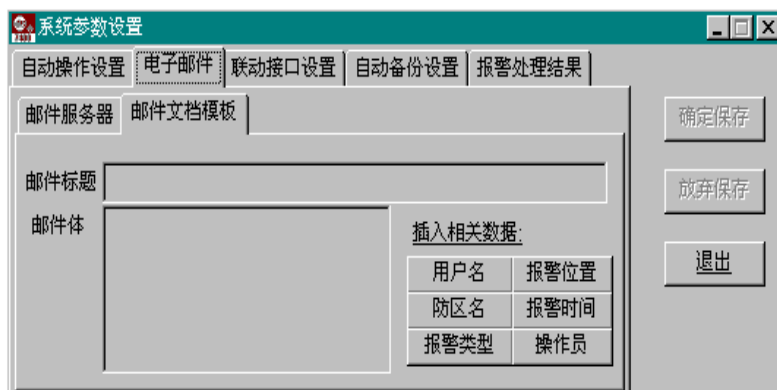 系统参数设置
自动操作设置 电子邮件 联动接口设置 自动备份设置 报警处理结果
邮件服务器 邮件文档模板
确定保存
邮件标题
放弃保存
邮件体
插入相关数据:
退出
用户名 报警位置
防区名 报警时间
报警类型 操作员